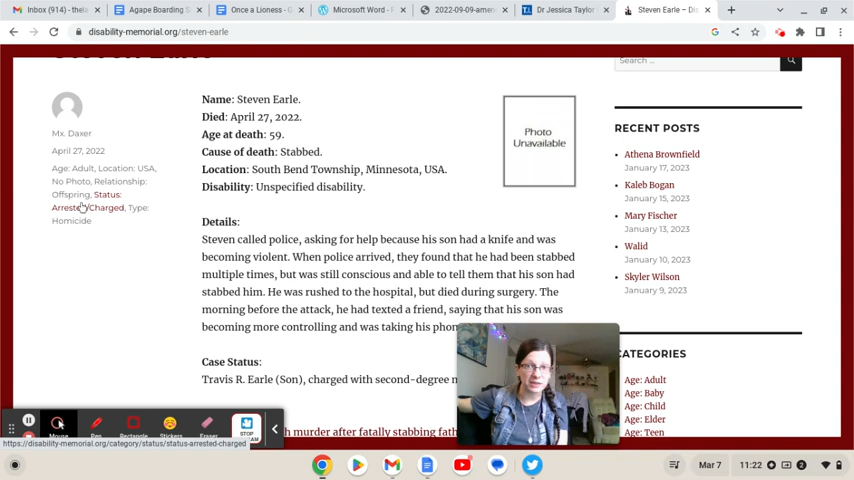 Inbox (914) - thela
Agape Boarding S
Once a Lioness - G
Microsoft Word - F
2022-09-09-amen
Dr Jessica Taylor
Steven Earle – Dis
disability-memorial.org/steven-earle
Search ...
Name: Steven Earle.
Died: April 27, 2022.
Age at death: 59.
Cause of death: Stabbed.
Location: South Bend Township, Minnesota, USA.
Disability: Unspecified disability.
Photo
Unavailable
Mx. Daxer
April 27, 2022
Age: Adult, Location: USA,
No Photo, Relationship:
Offspring, Status:
Arrested/Charged, Type:
Homicide
Details:
Steven called police, asking for help because his son had a knife and was
becoming violent. When police arrived, they found that he had been stabbed
multiple times, but was still conscious and able to tell them that his son had
stabbed him. He was rushed to the hospital, but died during surgery. The
morning before the attack, he had texted a friend, saying that his son was
becoming more controlling and was taking his phon
Case Status:
Travis R. Earle (Son), charged with second-degree m
h murder after fatally stabbing fath
RECENT POSTS
Athena Brownfield
January 17, 2023
Kaleb Bogan
January 15, 2023
Mary Fischer
January 13, 2023
Walid
January 10, 2023
Skyler Wilson
January 9, 2023
CATEGORIES
Age: Adult
Age: Baby
Age: Child
Age: Elder
Age: Teen
Mouse
Pen
Rectangle
Stickers
Eraser
STOP
https://disability-memorial.org/category/status/status-arrested-charged
Mar 7
11:22
2